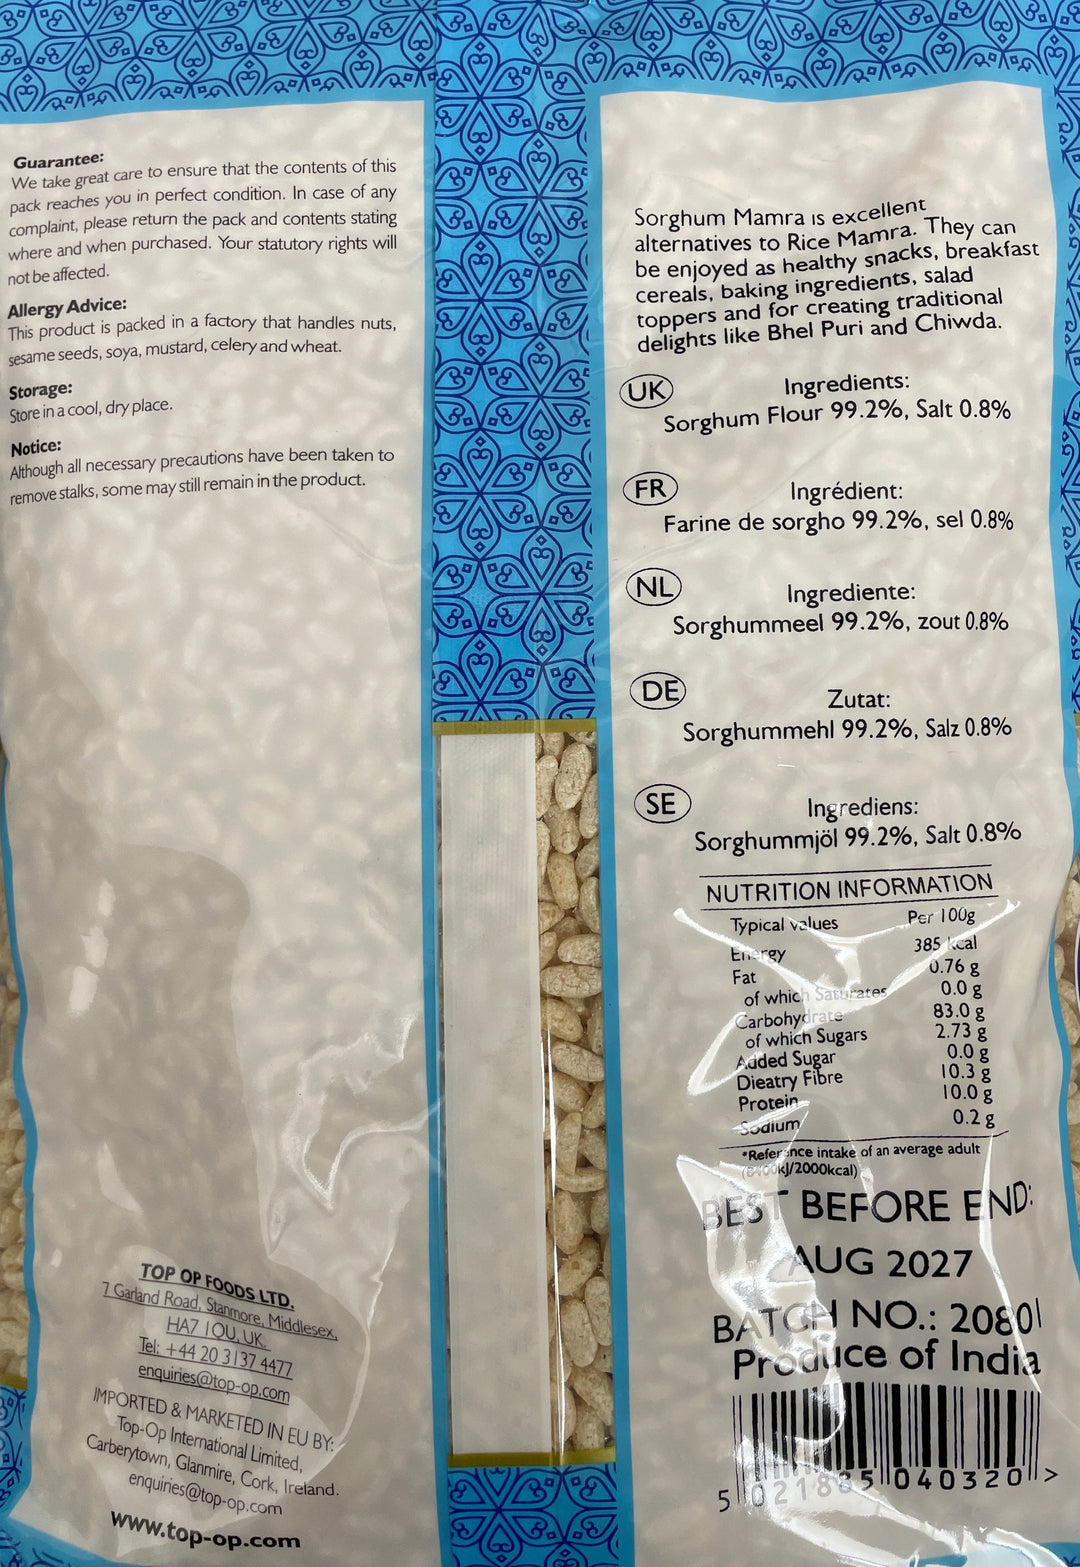 Guarantee:
We take great care to ensure that the contents of this
pack reaches you in perfect condition. In case of any
complaint, please return the pack and contents stating
where and when purchased. Your statutory rights will
not be affected.
Allergy Advice:
This product is packed in a factory that handles nuts,
sesame seeds, soya, mustard, celery and wheat.
Storage:
Store in a cool, dry place.
Notice:
Although all necessary precautions have been taken to
remove stalks, some may still remain in the product.
TOP OP FOODS LTD.
7 Garland Road, Stanmore, Middlesex,
HA7 1QU, UK.
Tel: +44 20 3137 4477
enquiries@top-op.com
IMPORTED & MARKETED IN EU BY:
Top-Op International Limited,
Carberytown, Glanmire, Cork, Ireland.
enquiries@top-op.com
www.top-op.com
Sorghum Mamra is excellent
alternatives to Rice Mamra. They can
be enjoyed as healthy snacks, breakfast
cereals, baking ingredients, salad
toppers and for creating traditional
delights like Bhel Puri and Chiwda.
UK Ingredients:
Sorghum Flour 99.2%, Salt 0.8%
FR Ingrédient:
Farine de sorgho 99.2%, sel 0.8%
NL Ingrediente:
Sorghummeel 99.2%, zout 0.8%
DE Zutat:
Sorghummehl 99.2%, Salz 0.8%
SE Ingrediens:
Sorghummjöl 99.2%, Salt 0.8%
NUTRITION INFORMATION
Typical values Per 100g
Energy 385 kcal
Fat 0.76 g
of which Saturates 0.0 g
Carbohydrate 83.0 g
of which Sugars 2.73 g
Added Sugar 0.0 g
Dieatry Fibre 10.3 g
Protein 10.0 g
Sodium 0.2 g
*Reference intake of an average adult
(8400kJ/2000kcal)
BEST BEFORE END:
AUG 2027
BATCH NO.: 20801
Produce of India
5 021885 040320 >